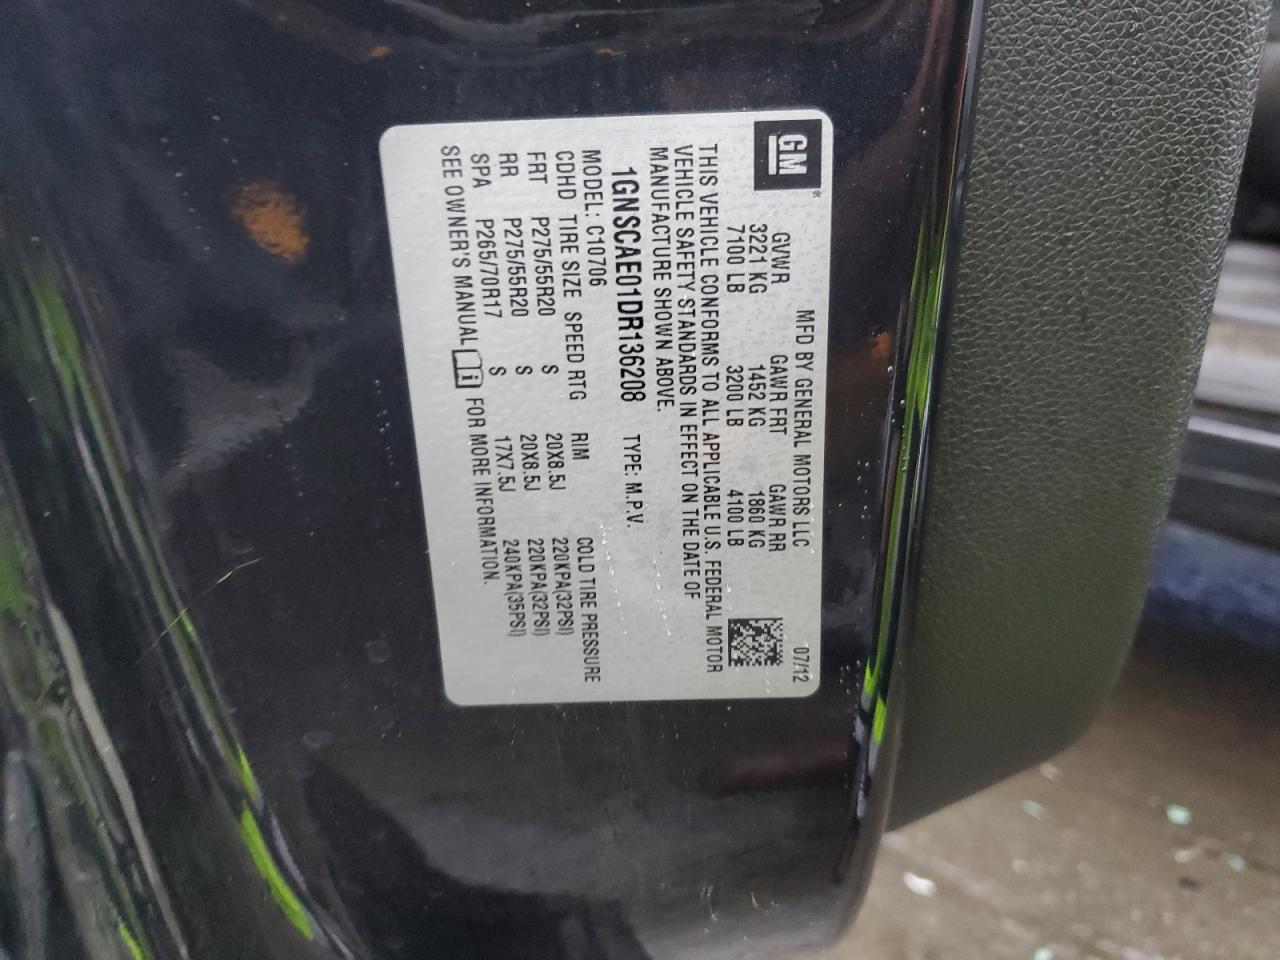 GM®
MFD BY GENERAL MOTORS LLC 07/12
GVWR GAWR FRT GAWR RR
3221 KG 1452 KG 1860 KG
7100 LB 3200 LB 4100 LB
THIS VEHICLE CONFORMS TO ALL APPLICABLE U.S. FEDERAL MOTOR
VEHICLE SAFETY STANDARDS IN EFFECT ON THE DATE OF
MANUFACTURE SHOWN ABOVE.
1GNSCAE01DR136208 TYPE: M.P.V.
MODEL: C10706
CDHD TIRE SIZE SPEED RTG RIM COLD TIRE PRESSURE
FRT P275/55R20 S 20X8.5J 220KPA(32PSI)
RR P275/55R20 S 20X8.5J 220KPA(32PSI)
SPA P265/70R17 S 17X7.5J 240KPA(35PSI)
SEE OWNER'S MANUAL i FOR MORE INFORMATION.